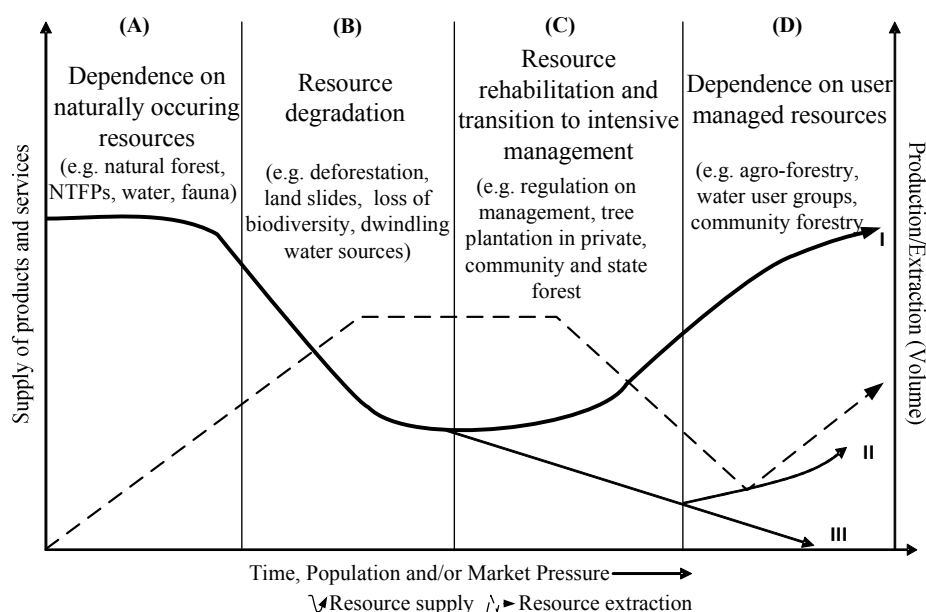 (A)
(B)
(C)
(D)
Dependence on
naturally occuring
resources
(e.g. natural forest,
NTFPs, water, fauna)
Resource
degradation
(e.g. deforestation,
land slides, loss of
biodiversity, dwindling
water sources)
Resource
rehabilitation and
transition to intensive
management
(e.g. regulation on
management, tree
plantation in private,
community and state
forest
Dependence on user
managed resources
(e.g. agro-forestry,
water user groups,
community forestry
Supply of products and services
Production/Extraction (Volume)
I
II
III
Time, Population and/or Market Pressure
Resource supply
Resource extraction